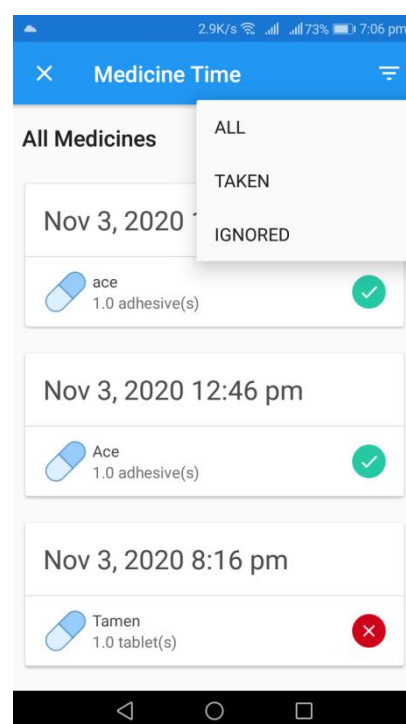 2.9K/s 73% 7:06 pm
Medicine Time
All Medicines
ALL
TAKEN
IGNORED
Nov 3, 2020
ace
1.0 adhesive(s)
Nov 3, 2020 12:46 pm
Ace
1.0 adhesive(s)
Nov 3, 2020 8:16 pm
Tamen
1.0 tablet(s)